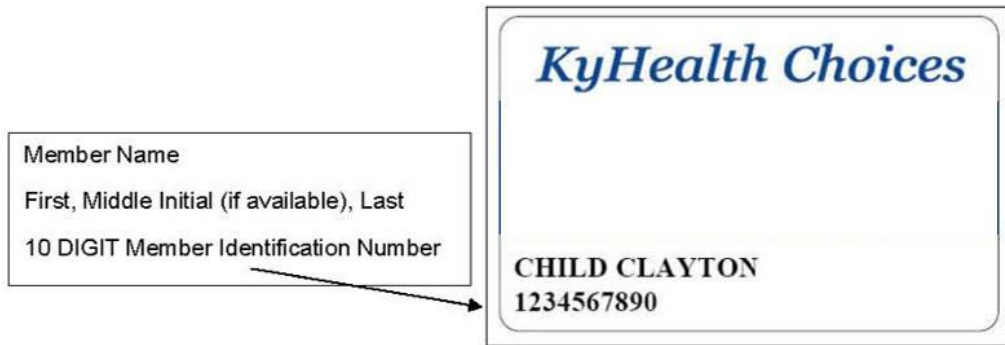 KyHealth Choices
Member Name
First, Middle Initial (if available), Last
10 DIGIT Member Identification Number
CHILD CLAYTON
1234567890